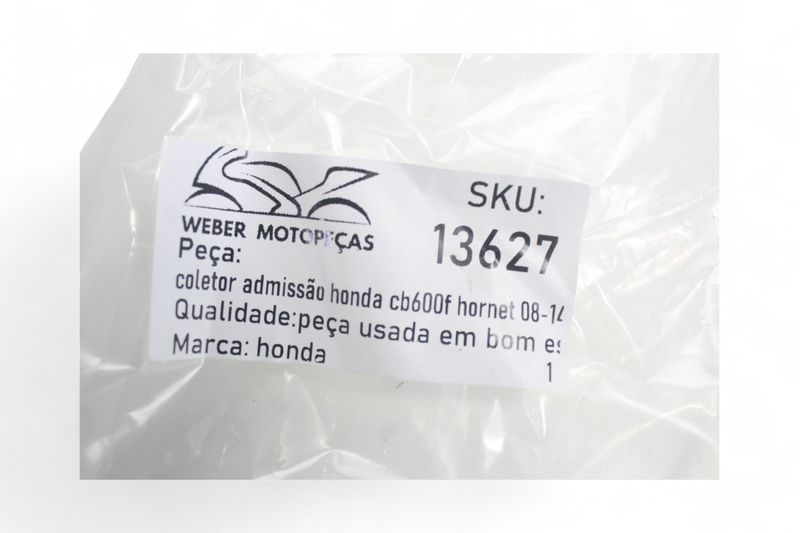 WEBER MOTOPEÇAS
SKU:
13627
Peça:
coletor admissão honda cb600f hornet 08-14
Qualidade:peça usada em bom es
Marca: honda
1